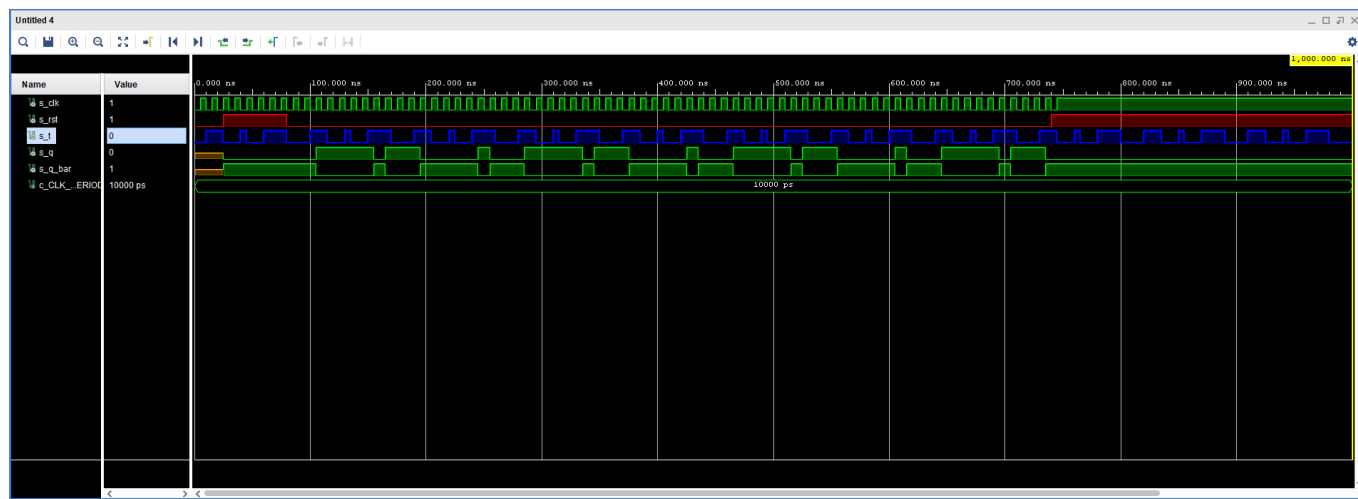 Untitled 4
1,000.000 ns
Name Value 0.000 ns 100.000 ns 200.000 ns 300.000 ns 400.000 ns 500.000 ns 600.000 ns 700.000 ns 800.000 ns 900.000 ns
s_clk 1
s_rst 1
s_t 0
s_q 0
s_q_bar 1
c_CLK_...ERIOD 10000 ps 10000 ps